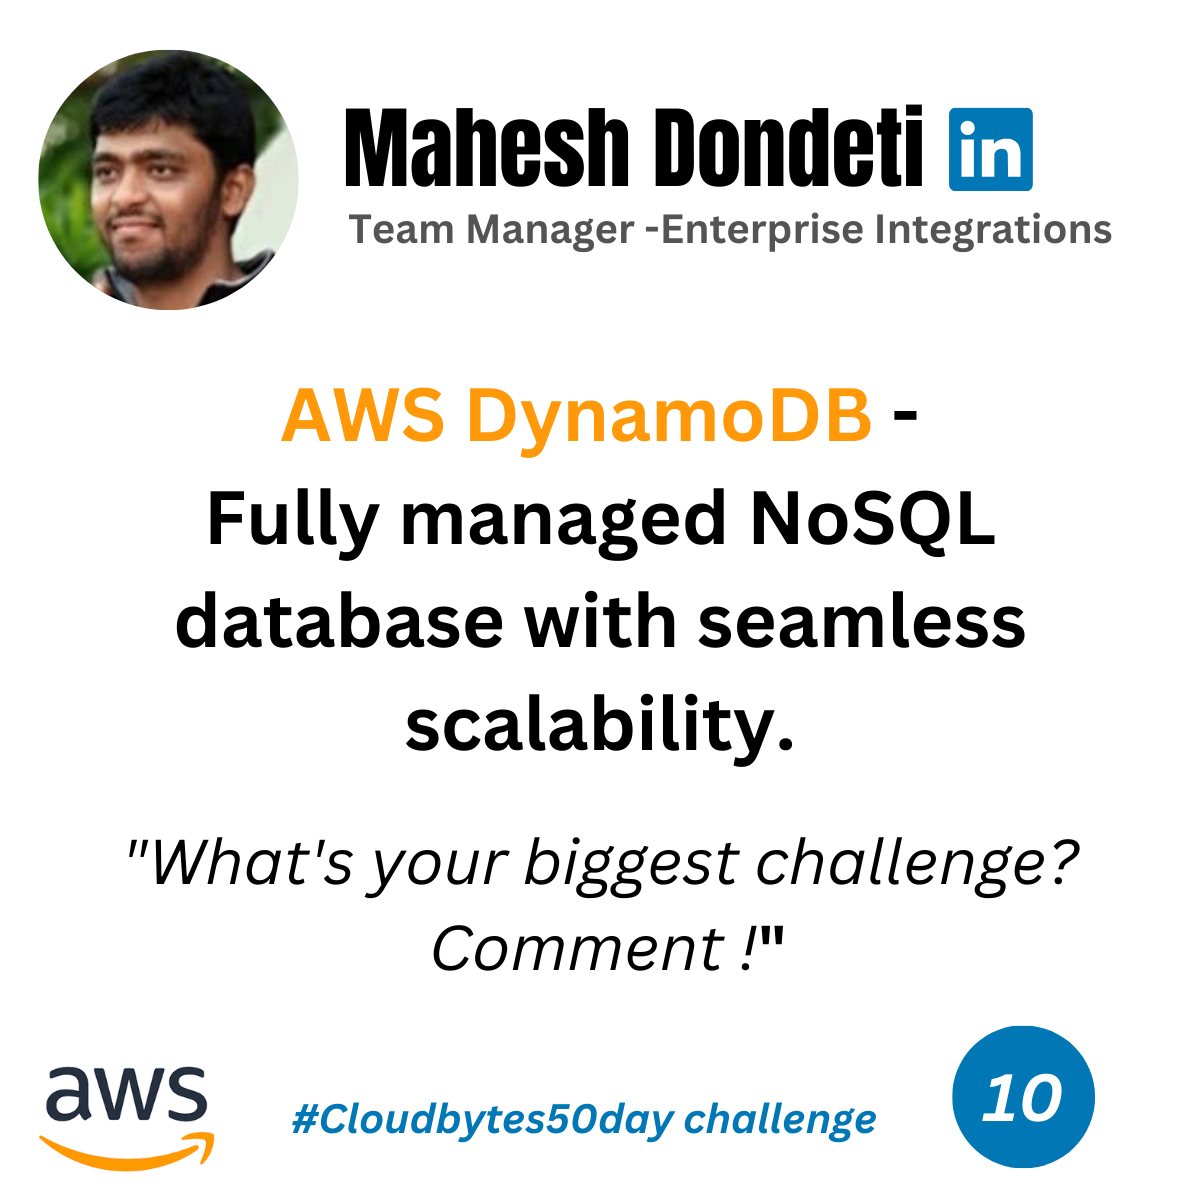 Mahesh Dondeti in
Team Manager -Enterprise Integrations
AWS DynamoDB -
Fully managed NoSQL
database with seamless
scalability.
"What's your biggest challenge?
Comment !"
aws
#Cloudbytes50day challenge
10